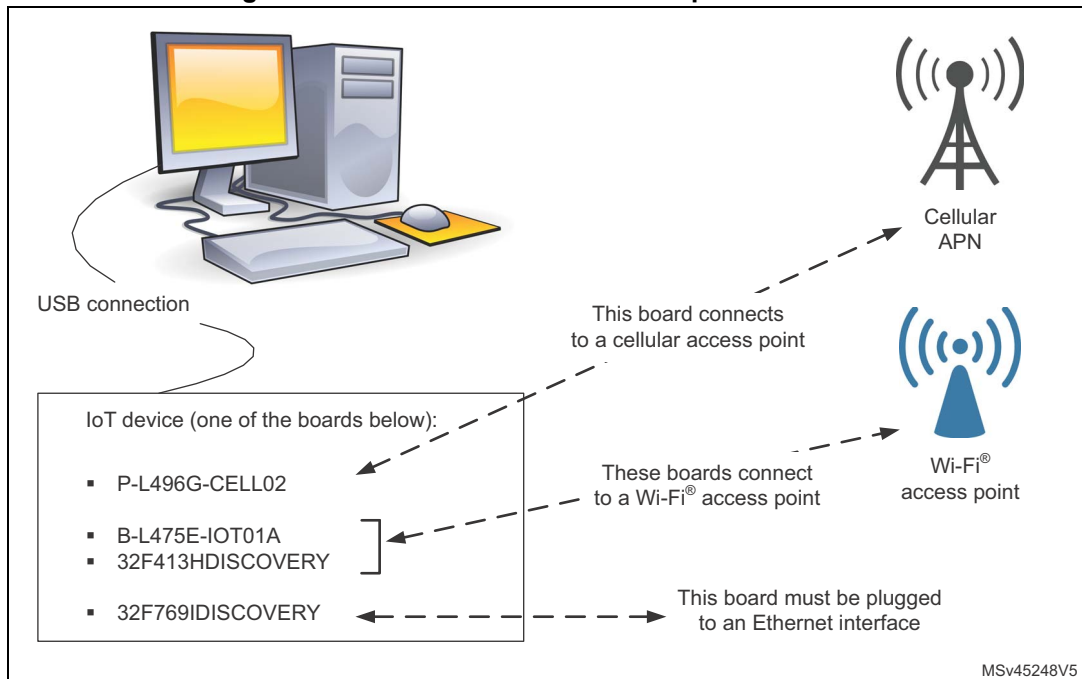 USB connection
Cellular
APN
This board connects
to a cellular access point
IoT device (one of the boards below):
▪ P-L496G-CELL02
▪ B-L475E-IOT01A
▪ 32F413HDISCOVERY
▪ 32F769IDISCOVERY
These boards connect
to a Wi-Fi® access point
Wi-Fi®
access point
This board must be plugged
to an Ethernet interface
MSv45248V5